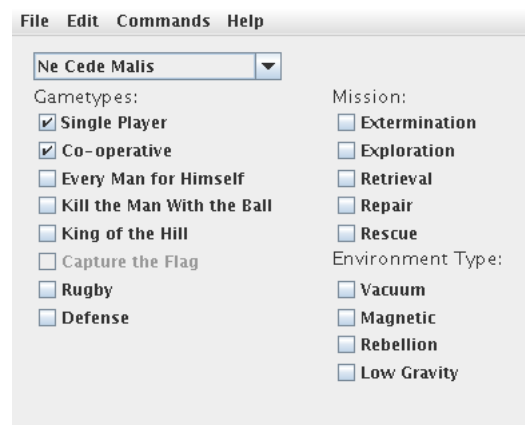 File Edit Commands Help
Ne Cede Malis
Gametypes:
Single Player
Co-operative
Every Man for Himself
Kill the Man With the Ball
King of the Hill
Capture the Flag
Rugby
Defense
Mission:
Extermination
Exploration
Retrieval
Repair
Rescue
Environment Type:
Vacuum
Magnetic
Rebellion
Low Gravity